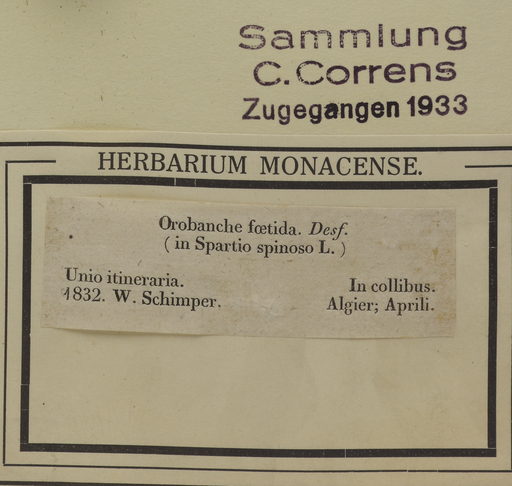 Sammlung
C. Correns
Zugegangen 1933
HERBARIUM MONACENSE.
Orobanche fœtida. Desf.
( in Spartio spinoso L. )
Unio itineraria.
1832. W. Schimper.
In collibus.
Algier; Aprili.